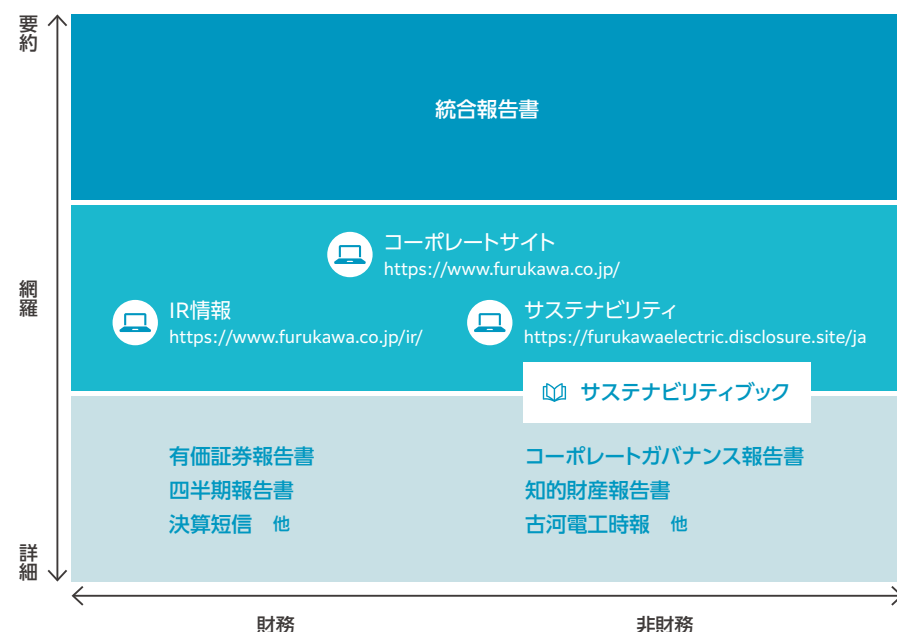 要約
統合報告書
コーポレートサイト
https://www.furukawa.co.jp/
網羅
IR情報
https://www.furukawa.co.jp/ir/
サステナビリティ
https://furukawaelectric.disclosure.site/ja
サステナビリティブック
有価証券報告書
四半期報告書
決算短信 他
コーポレートガバナンス報告書
知的財産報告書
古河電工時報 他
詳細
財務
非財務